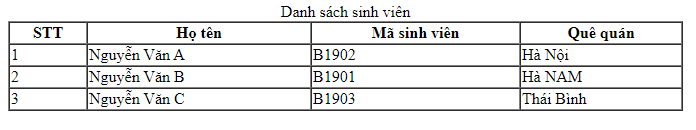 Danh sách sinh viên
STT Họ tên Mã sinh viên Quê quán
1 Nguyễn Văn A B1902 Hà Nội
2 Nguyễn Văn B B1901 Hà NAM
3 Nguyễn Văn C B1903 Thái Bình